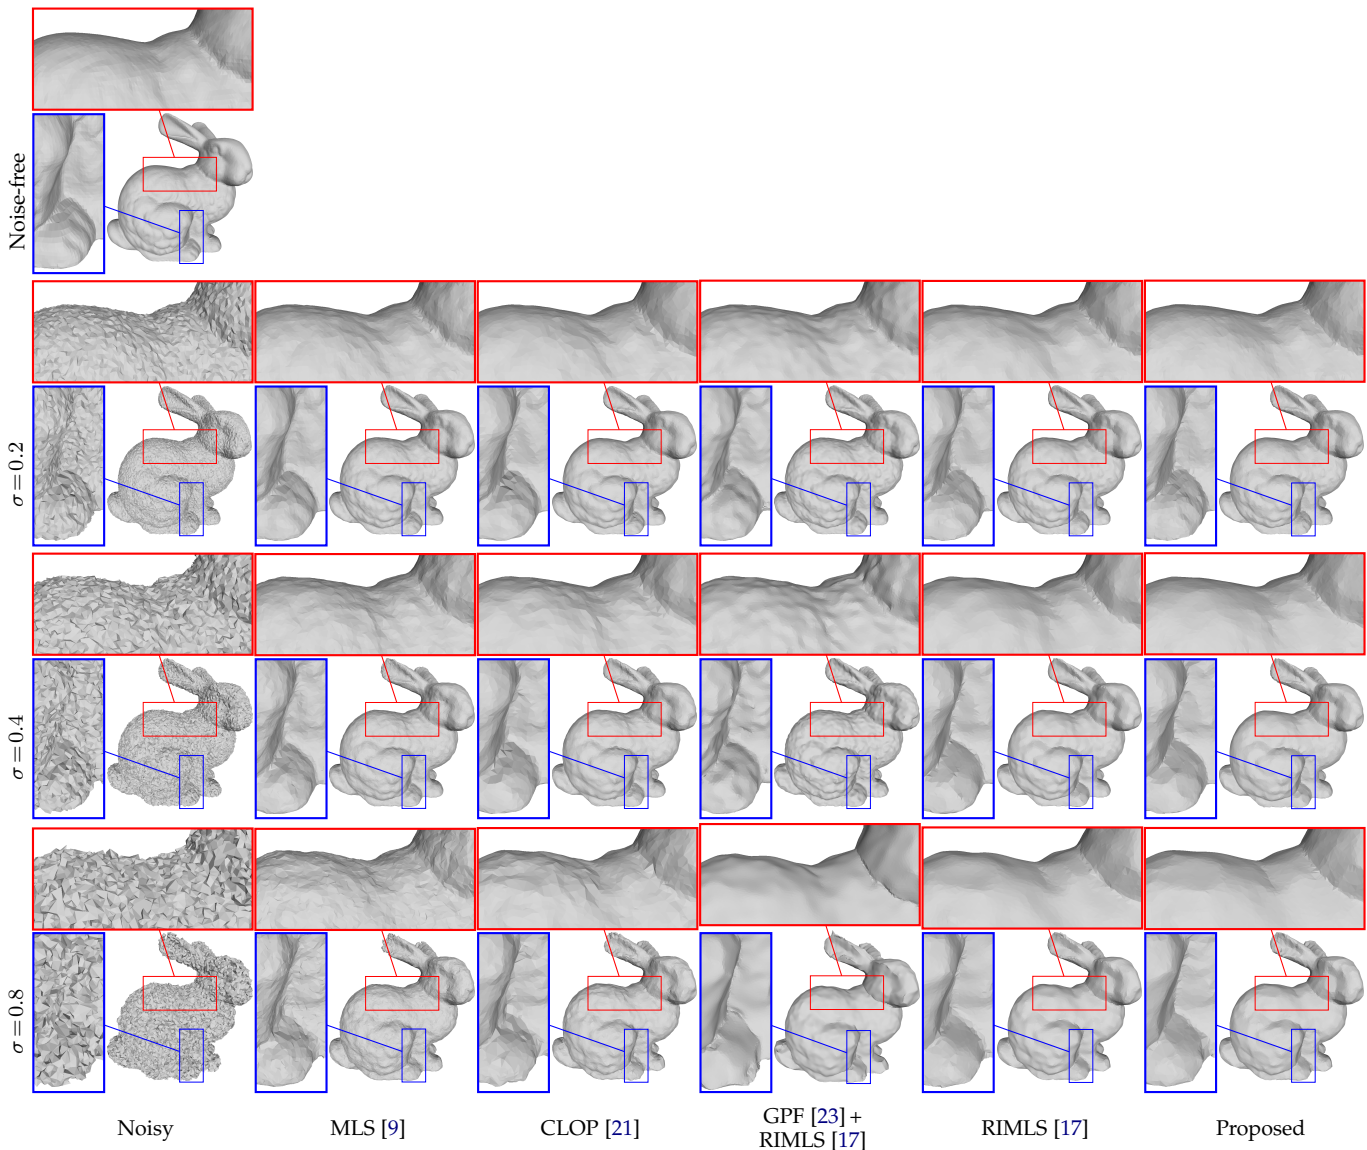 Noise-free
σ = 0.2
σ = 0.4
σ = 0.8
Noisy
MLS [9]
CLOP [21]
GPF [23] +
RIMLS [17]
RIMLS [17]
Proposed